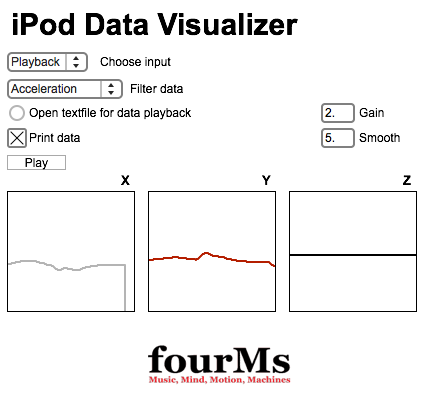 iPod Data Visualizer
Playback Choose input
Acceleration Filter data
Open textfile for data playback 2. Gain
Print data 5. Smooth
Play
X Y Z
fourMs
Music, Mind, Motion, Machines